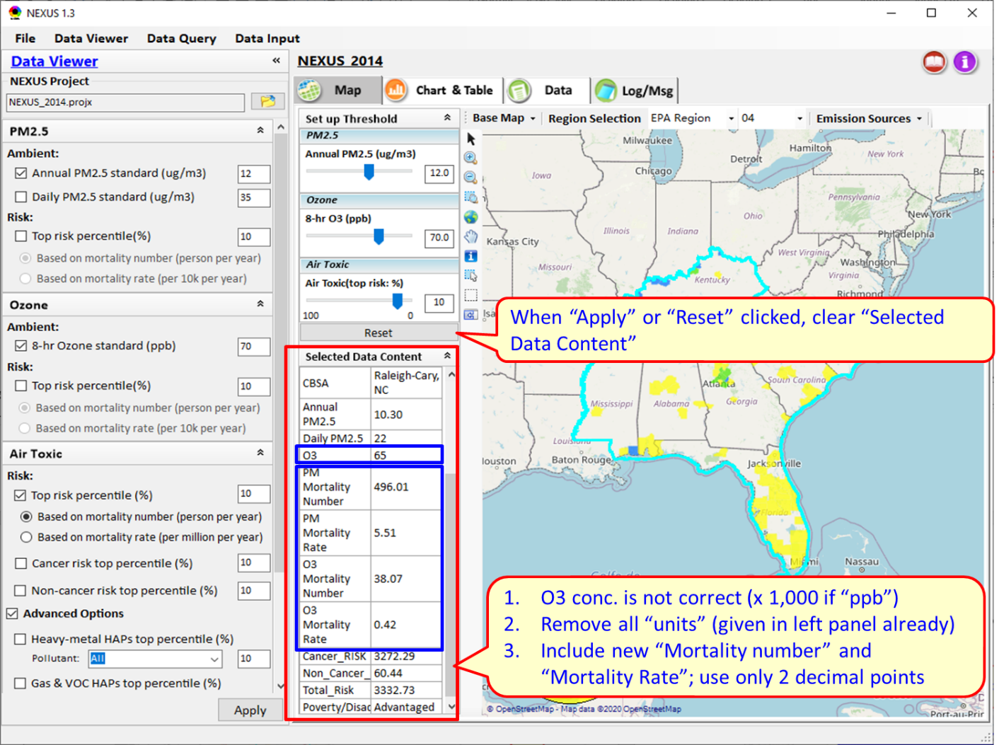 NEXUS 1.3
File Data Viewer Data Query Data Input
Data Viewer «
NEXUS Project
NEXUS_2014.projx
PM2.5
Ambient:
Annual PM2.5 standard (ug/m3) 12
Daily PM2.5 standard (ug/m3) 35
Risk:
Top risk percentile(%) 10
Based on mortality number (person per year)
Based on mortality rate (per 10k per year)
Ozone
Ambient:
8-hr Ozone standard (ppb) 70
Risk:
Top risk percentile(%) 10
Based on mortality number (person per year)
Based on mortality rate (per 10k per year)
Air Toxic
Risk:
Top risk percentile (%) 10
Based on mortality number (person per year)
Based on mortality rate (per million per year)
Cancer risk top percentile (%) 10
Non-cancer risk top percentile (%) 10
Advanced Options
Heavy-metal HAPs top percentile (%)
Pollutant: All 10
Gas & VOC HAPs top percentile (%)
Apply
NEXUS_2014
Map Chart & Table Data Log/Msg
Set up Threshold
PM2.5
Annual PM2.5 (ug/m3)
12.0
Ozone
8-hr O3 (ppb)
70.0
Air Toxic
Air Toxic(top risk: %)
10
100 0
Reset
Selected Data Content
CBSA Raleigh-Cary, NC
Annual PM2.5 10.30
Daily PM2.5 22
O3 65
PM Mortality Number 496.01
PM Mortality Rate 5.51
O3 Mortality Number 38.07
O3 Mortality Rate 0.42
Cancer_RISK 3272.29
Non_Cancer_ 60.44
Total_Risk 3332.73
Poverty/Disac Advantaged
Base Map Region Selection EPA Region 04 Emission Sources
Milwaukee
Hamilton
New York
Detroit
Chicago
Iowa
Pennsylvania
New York
Ohio
Illinois
Indiana
Philadelphia
Kansas City
West Virginia
Washington
Missouri
Virginia
Kentucky
Richmond
When “Apply” or “Reset” clicked, clear “Selected
Data Content”
Atlanta
South Carolina
Mississippi
Alabama
Georgia
Louisiana
Baton Rouge
louston
Jacksonville
Florida
Miami
Nassau
Golfo de
1. O3 conc. is not correct (x 1,000 if “ppb”)
2. Remove all “units” (given in left panel already)
3. Include new “Mortality number” and
“Mortality Rate”; use only 2 decimal points
© OpenStreetMap - Map data ©2020 OpenStreetMap
Port-au-Prir